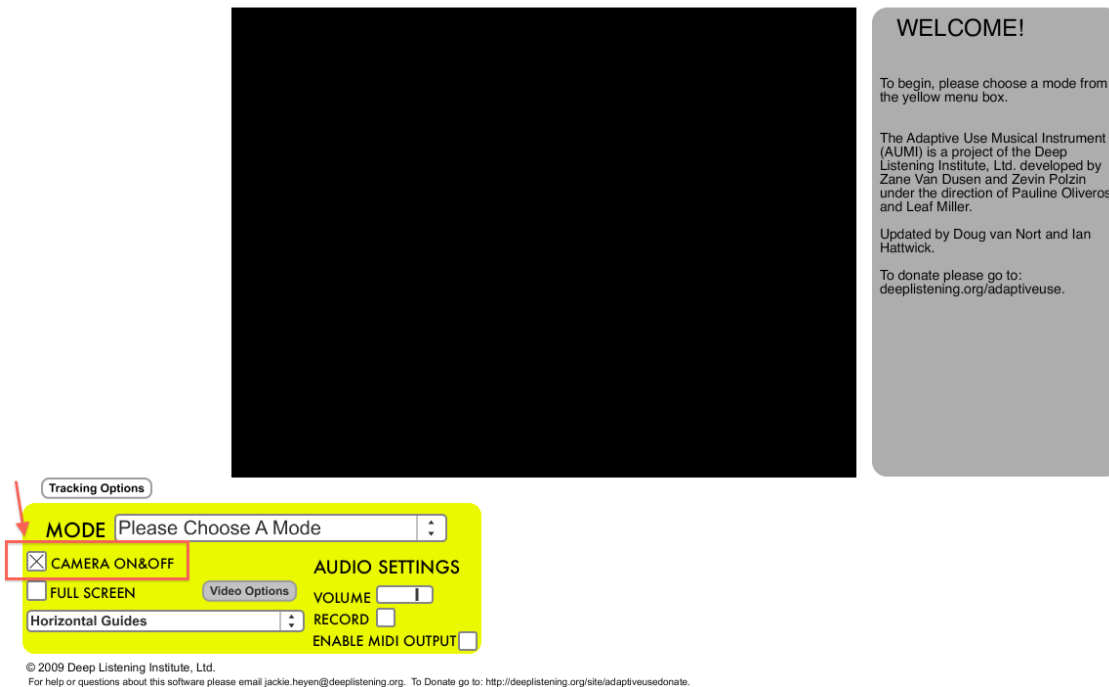 WELCOME!
To begin, please choose a mode from
the yellow menu box.
The Adaptive Use Musical Instrument
(AUMI) is a project of the Deep
Listening Institute, Ltd. developed by
Zane Van Dusen and Zevin Polzin
under the direction of Pauline Oliveros
and Leaf Miller.
Updated by Doug van Nort and Ian
Hattwick.
To donate please go to:
deeplistening.org/adaptiveuse.
Tracking Options
MODE Please Choose A Mode
CAMERA ON&OFF
FULL SCREEN
Video Options
Horizontal Guides
AUDIO SETTINGS
VOLUME
RECORD
ENABLE MIDI OUTPUT
© 2009 Deep Listening Institute, Ltd.
For help or questions about this software please email jackie.heyen@deeplistening.org. To Donate go to: http://deeplistening.org/site/adaptiveusedonate.